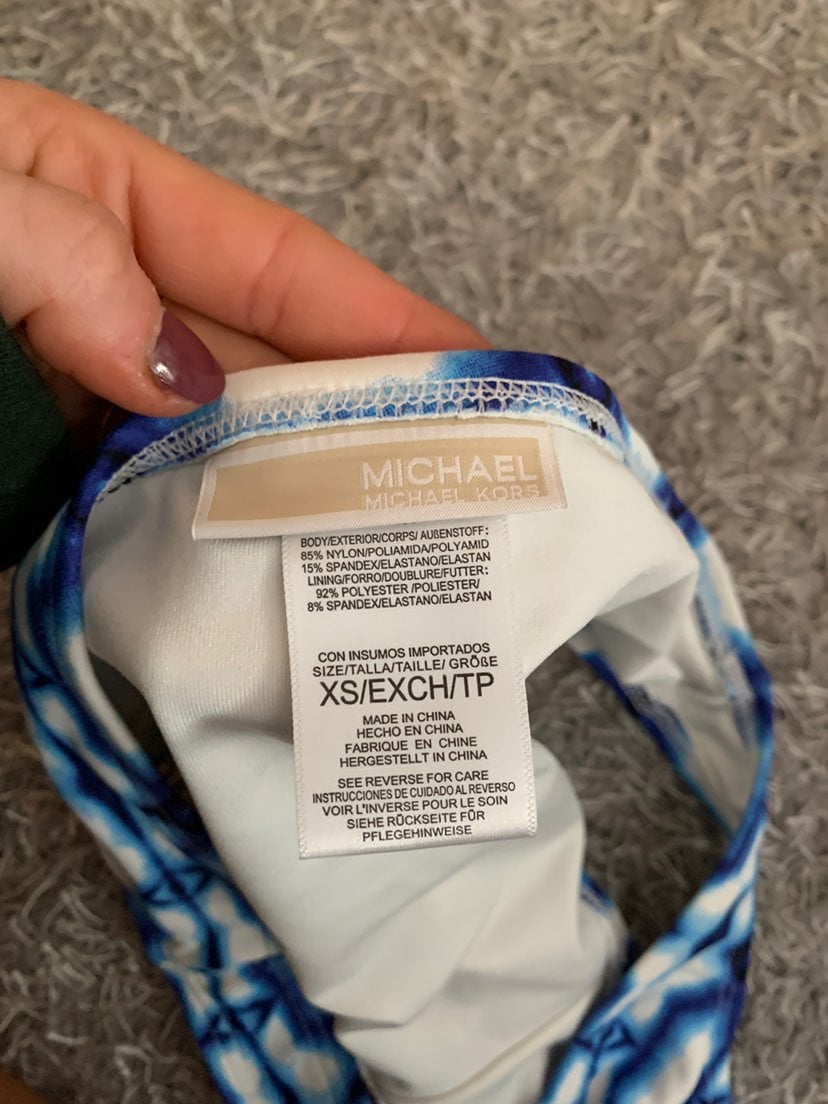 MICHAEL
MICHAEL KORS
BODY/EXTERIOR/CORPS/ AUßENSTOFF:
85% NYLON/POLIAMIDA/POLYAMID
15% SPANDEX/ELASTANO/ELASTAN
LINING/FORRO/DOUBLURE/FUTTER:
92% POLYESTER /POLIESTER/
8% SPANDEX/ELASTANO/ELASTAN
CON INSUMOS IMPORTADOS
SIZE/TALLA/TAILLE/ GRÖßE
XS/EXCH/TP
MADE IN CHINA
HECHO EN CHINA
FABRIQUE EN CHINE
HERGESTELLT IN CHINA
SEE REVERSE FOR CARE
INSTRUCCIONES DE CUIDADO AL REVERSO
VOIR L'INVERSE POUR LE SOIN
SIEHE RÜCKSEITE FÜR
PFLEGEHINWEISE